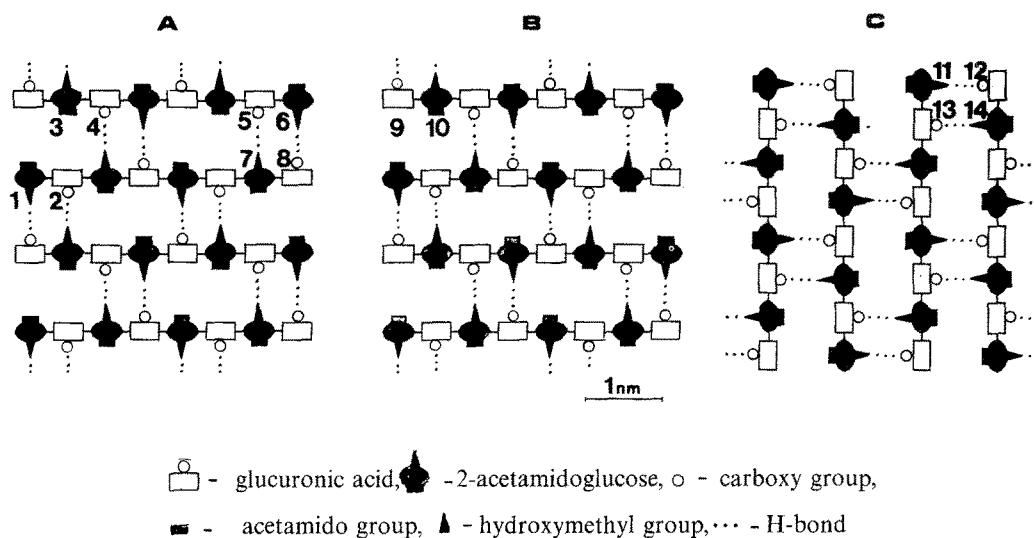 A B C
11 12
3 4 5 6 9 10 13 14
7 8
1 2
1nm
- glucuronic acid, - 2-acetamidoglucose, o - carboxy group,
- acetamido group, - hydroxymethyl group, ··· - H-bond